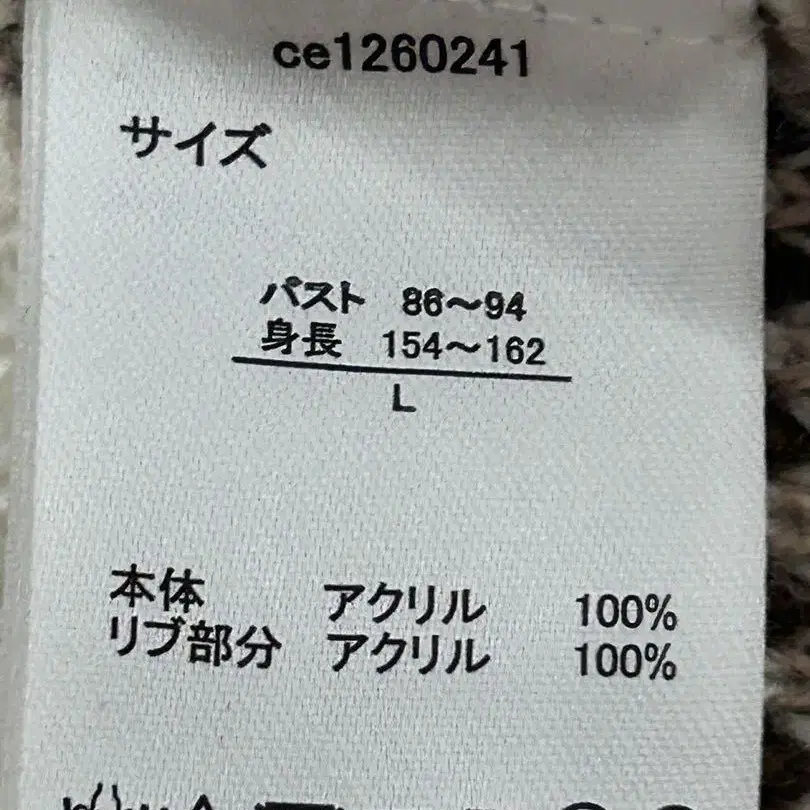 ce1260241
サイズ
バスト 86～94
身長 154～162
L
本体 アクリル 100%
リブ部分 アクリル 100%